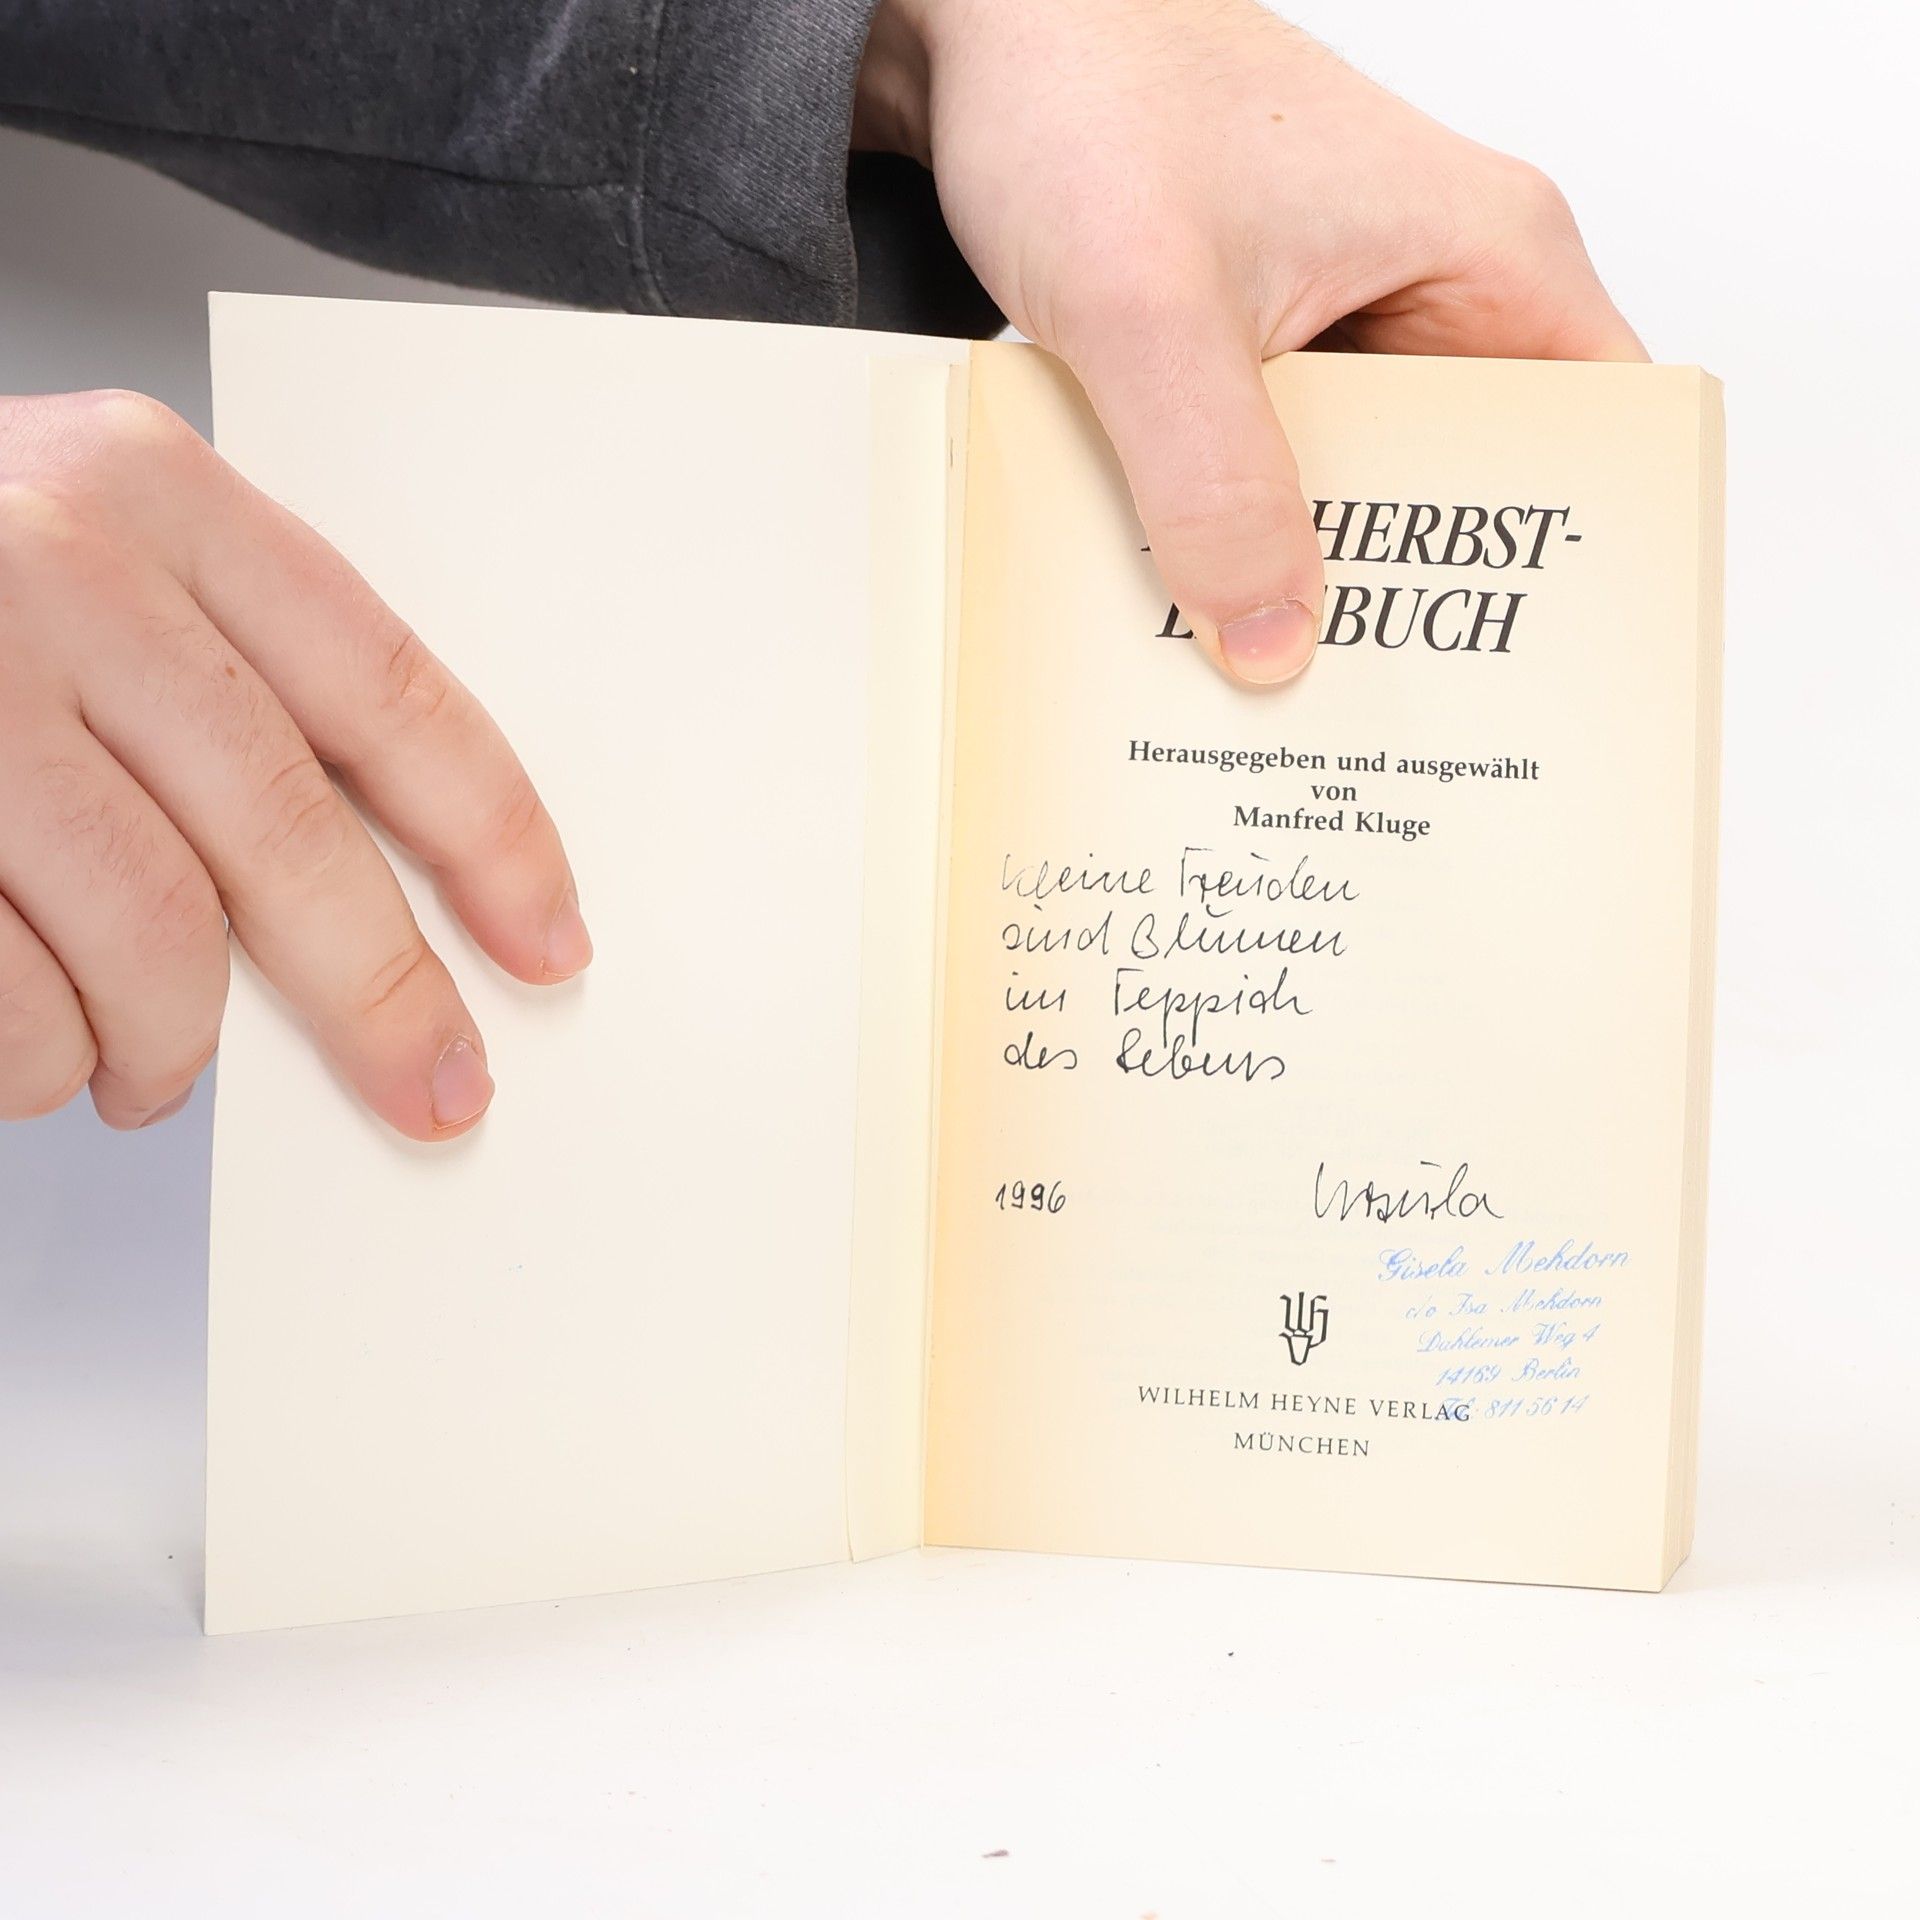 HERBST-
BUCH
Herausgegeben und ausgewählt
von
Manfred Kluge
Kleine Freuden
sind Blumen
im Teppich
des Lebens
1996
Ursula
Gisela Mehdorn
c/o Isa Mehdorn
Dahlemer Weg 4
14169 Berlin
Tel. 811 56 14
WILHELM HEYNE VERLAG
MÜNCHEN